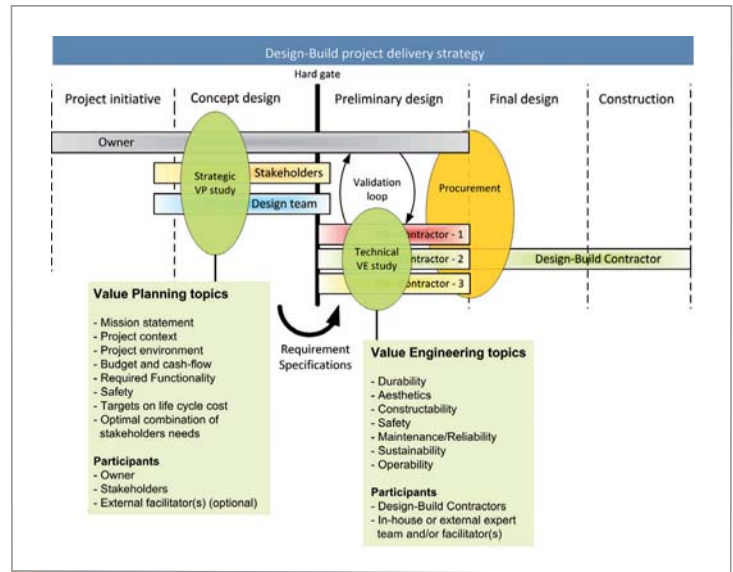 Design-Build project delivery strategy
Hard gate
Project initiative
Concept design
Preliminary design
Final design
Construction
Owner
Strategic
VP study
Stakeholders
Design team
Validation
loop
Procurement
Technical
VE study
ontractor - 1
ontractor - 2
ontractor - 3
Design-Build Contractor
Value Planning topics
- Mission statement
- Project context
- Project environment
- Budget and cash-flow
- Required Functionality
- Safety
- Targets on life cycle cost
- Optimal combination of
stakeholders needs
Participants
- Owner
- Stakeholders
- External facilitator(s) (optional)
Requirement
Specifications
Value Engineering topics
- Durability
- Aesthetics
- Constructability
- Safety
- Maintenance/Reliability
- Sustainability
- Operability
Participants
- Design-Build Contractors
- In-house or external expert
team and/or facilitator(s)